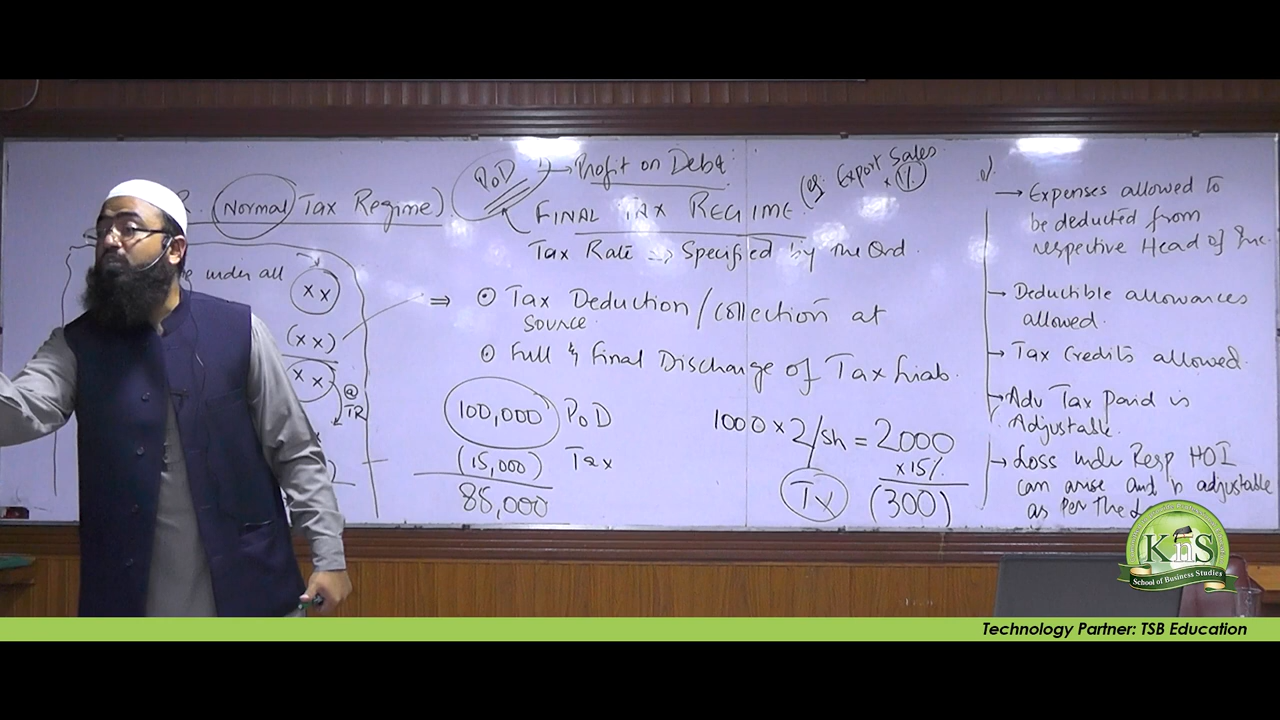 (Normal) Tax Regime)
under all
x x
(x x)
(x x)
@
TR
PoD
→ Profit on Debt
(eg: Export Sales
x 1%)
FINAL TAX REGIME
Tax Rate → Specified by the Ord.
⇒ Tax Deduction/collection at
source.
Full & Final Discharge of Tax Liab.
100,000 PoD
(15,000) Tax
85,000
1000 x 2/sh = 2000
x 15%
Tx (300)
→ Expenses allowed to
be deducted from
respective Head of Inc.
→ Deductible allowances
allowed.
→ Tax Credits allowed.
→ Adv Tax paid is
Adjustable.
→ Loss under Resp HOI
can arise and adjustable
as per the
KnS
School of Business Studies
Technology Partner: TSB Education